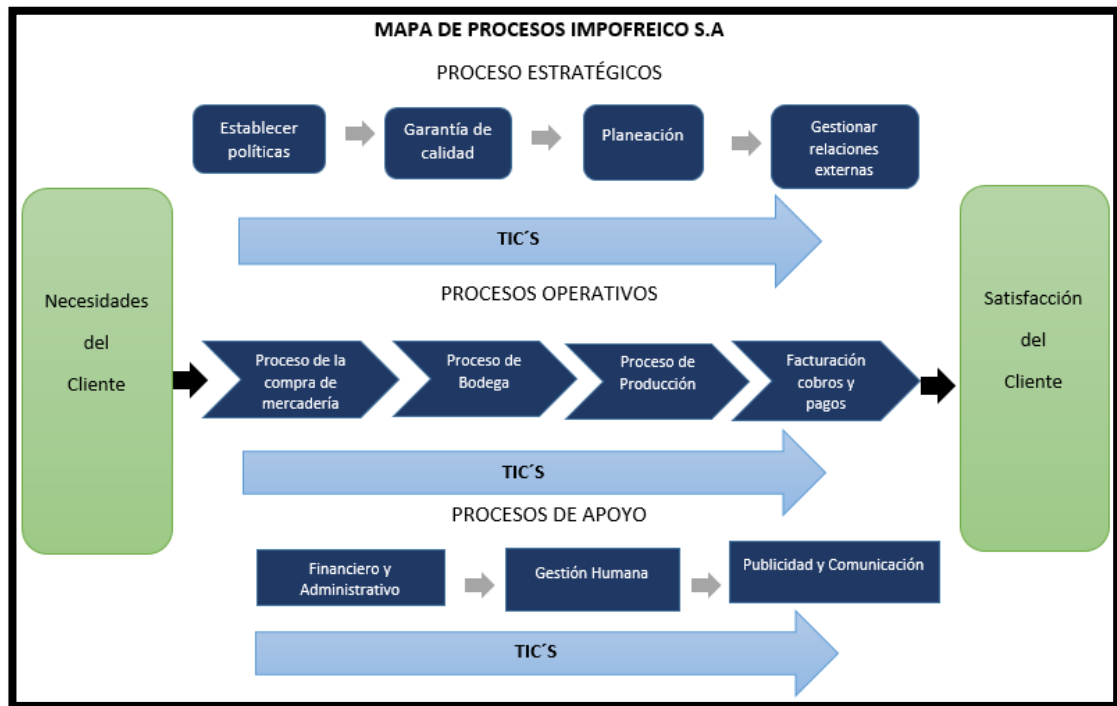 MAPA DE PROCESOS IMPOFREICO S.A
PROCESO ESTRATÉGICOS
Establecer
políticas
Garantía de
calidad
Planeación
Gestionar
relaciones
externas
TIC´S
Necesidades
del
Cliente
PROCESOS OPERATIVOS
Proceso de la
compra de
mercadería
Proceso de
Bodega
Proceso de
Producción
Facturación
cobros y
pagos
TIC´S
Satisfacción
del
Cliente
PROCESOS DE APOYO
Financiero y
Administrativo
Gestión Humana
Publicidad y Comunicación
TIC´S